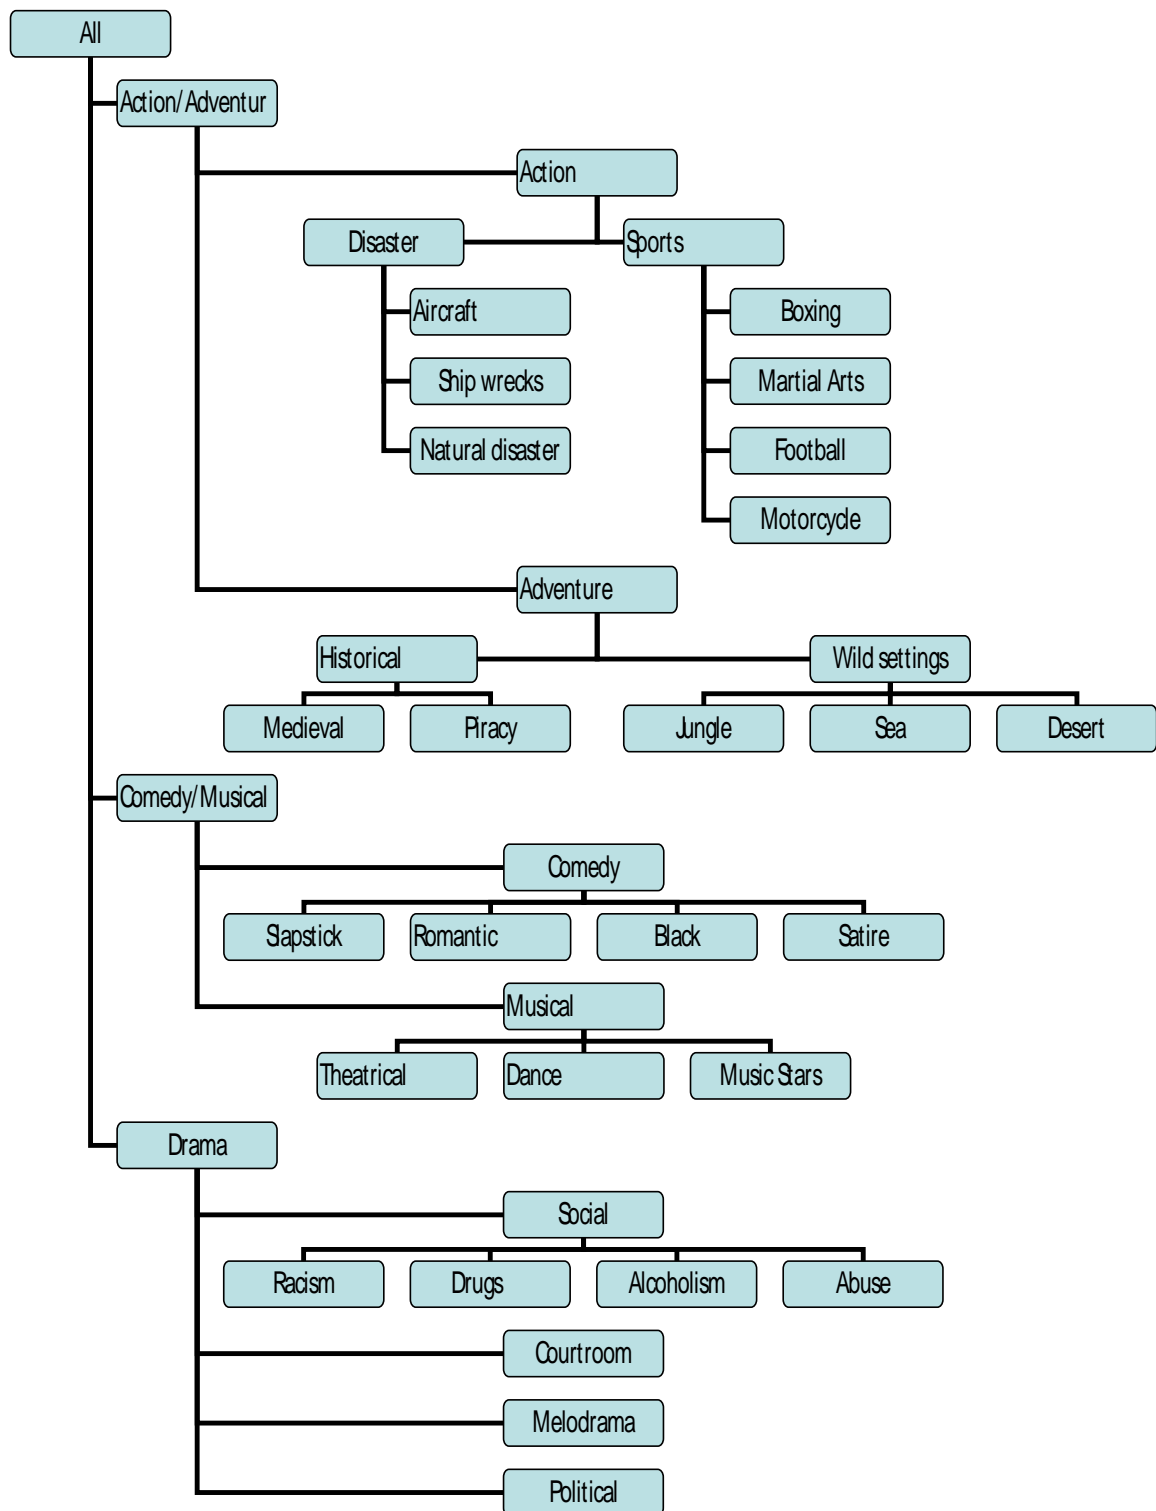 All
Action/Adventur
Action
Disaster
Sports
Aircraft
Boxing
Ship wrecks
Martial Arts
Natural disaster
Football
Motorcycle
Adventure
Historical
Wild settings
Medieval
Piracy
Jungle
Sea
Desert
Comedy/Musical
Comedy
Slapstick
Romantic
Black
Satire
Musical
Theatrical
Dance
Music Stars
Drama
Social
Racism
Drugs
Alcoholism
Abuse
Courtroom
Melodrama
Political